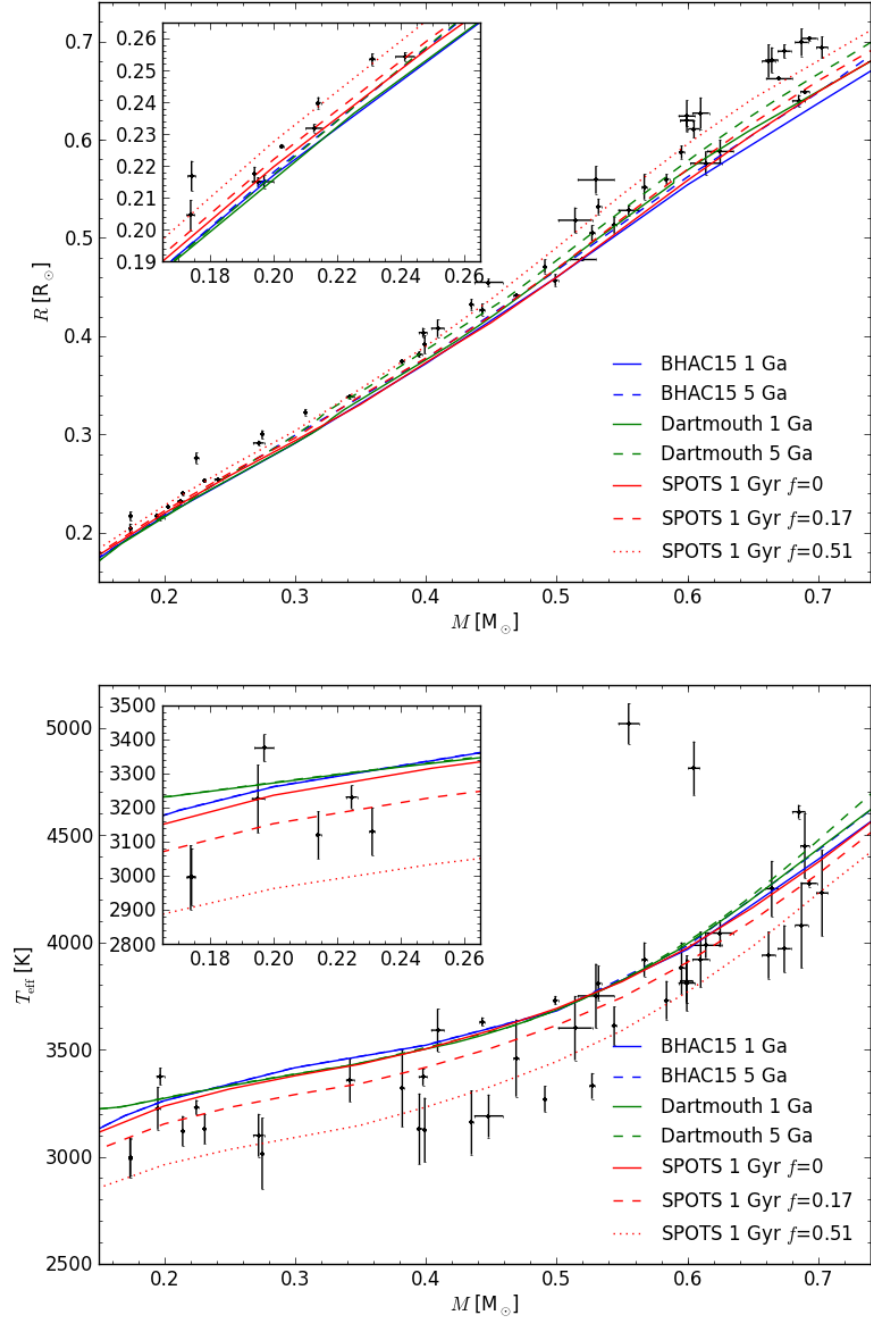 0.7
0.6
0.5
0.4
0.3
0.2
R [R☉]
0.26
0.25
0.24
0.23
0.22
0.21
0.20
0.19
0.18 0.20 0.22 0.24 0.26
BHAC15 1 Ga
BHAC15 5 Ga
Dartmouth 1 Ga
Dartmouth 5 Ga
SPOTS 1 Gyr f=0
SPOTS 1 Gyr f=0.17
SPOTS 1 Gyr f=0.51
0.2 0.3 0.4 0.5 0.6 0.7
M [M☉]
5000
4500
4000
3500
3000
2500
Teff [K]
3500
3400
3300
3200
3100
3000
2900
2800
0.18 0.20 0.22 0.24 0.26
BHAC15 1 Ga
BHAC15 5 Ga
Dartmouth 1 Ga
Dartmouth 5 Ga
SPOTS 1 Gyr f=0
SPOTS 1 Gyr f=0.17
SPOTS 1 Gyr f=0.51
0.2 0.3 0.4 0.5 0.6 0.7
M [M☉]